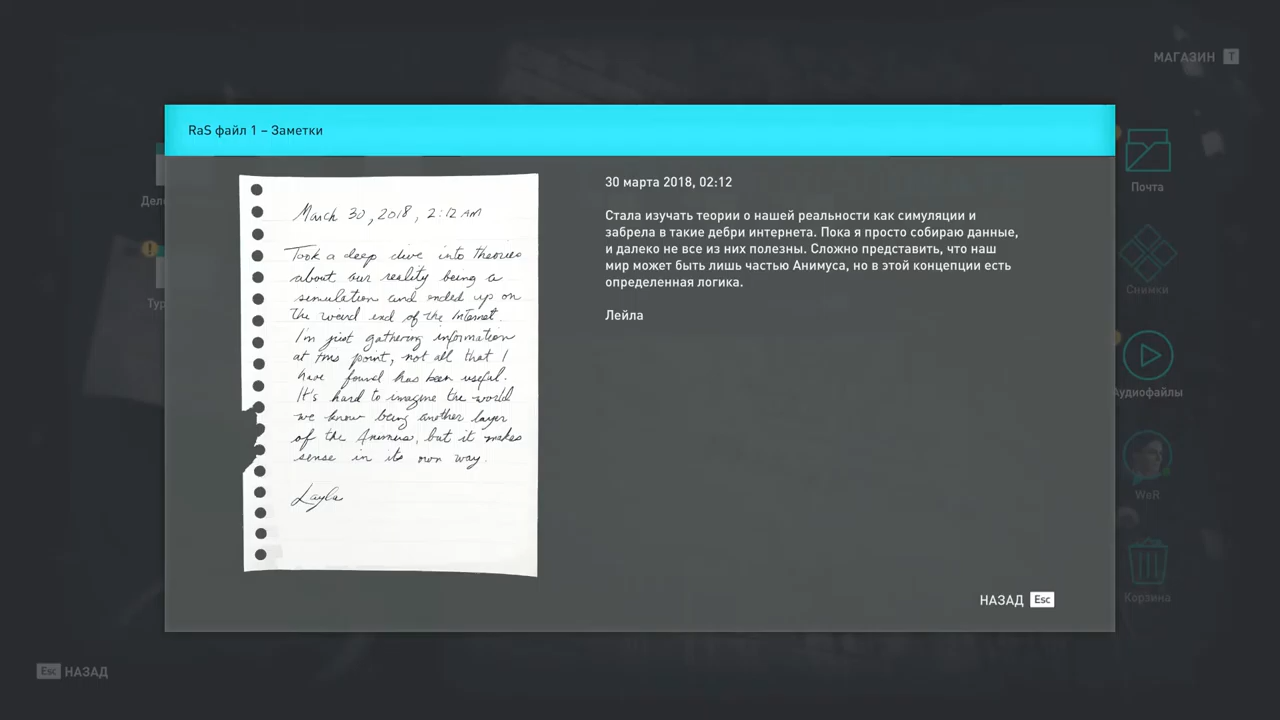 МАГАЗИН T
RaS файл 1 – Заметки
March 30, 2018, 2:12 AM
Took a deep dive into theories
about our reality being a
simulation and ended up on
the weird end of the Internet.
I'm just gathering information
at this point, not all that I
have found has been useful.
It's hard to imagine the world
we know being another layer
of the Animus, but it makes
sense in its own way.
Layla
30 марта 2018, 02:12
Стала изучать теории о нашей реальности как симуляции и
забрела в такие дебри интернета. Пока я просто собираю данные,
и далеко не все из них полезны. Сложно представить, что наш
мир может быть лишь частью Анимуса, но в этой концепции есть
определенная логика.
Лейла
НАЗАД Esc
Почта
Снимки
Аудиофайлы
WoR
Корзина
Esc НАЗАД